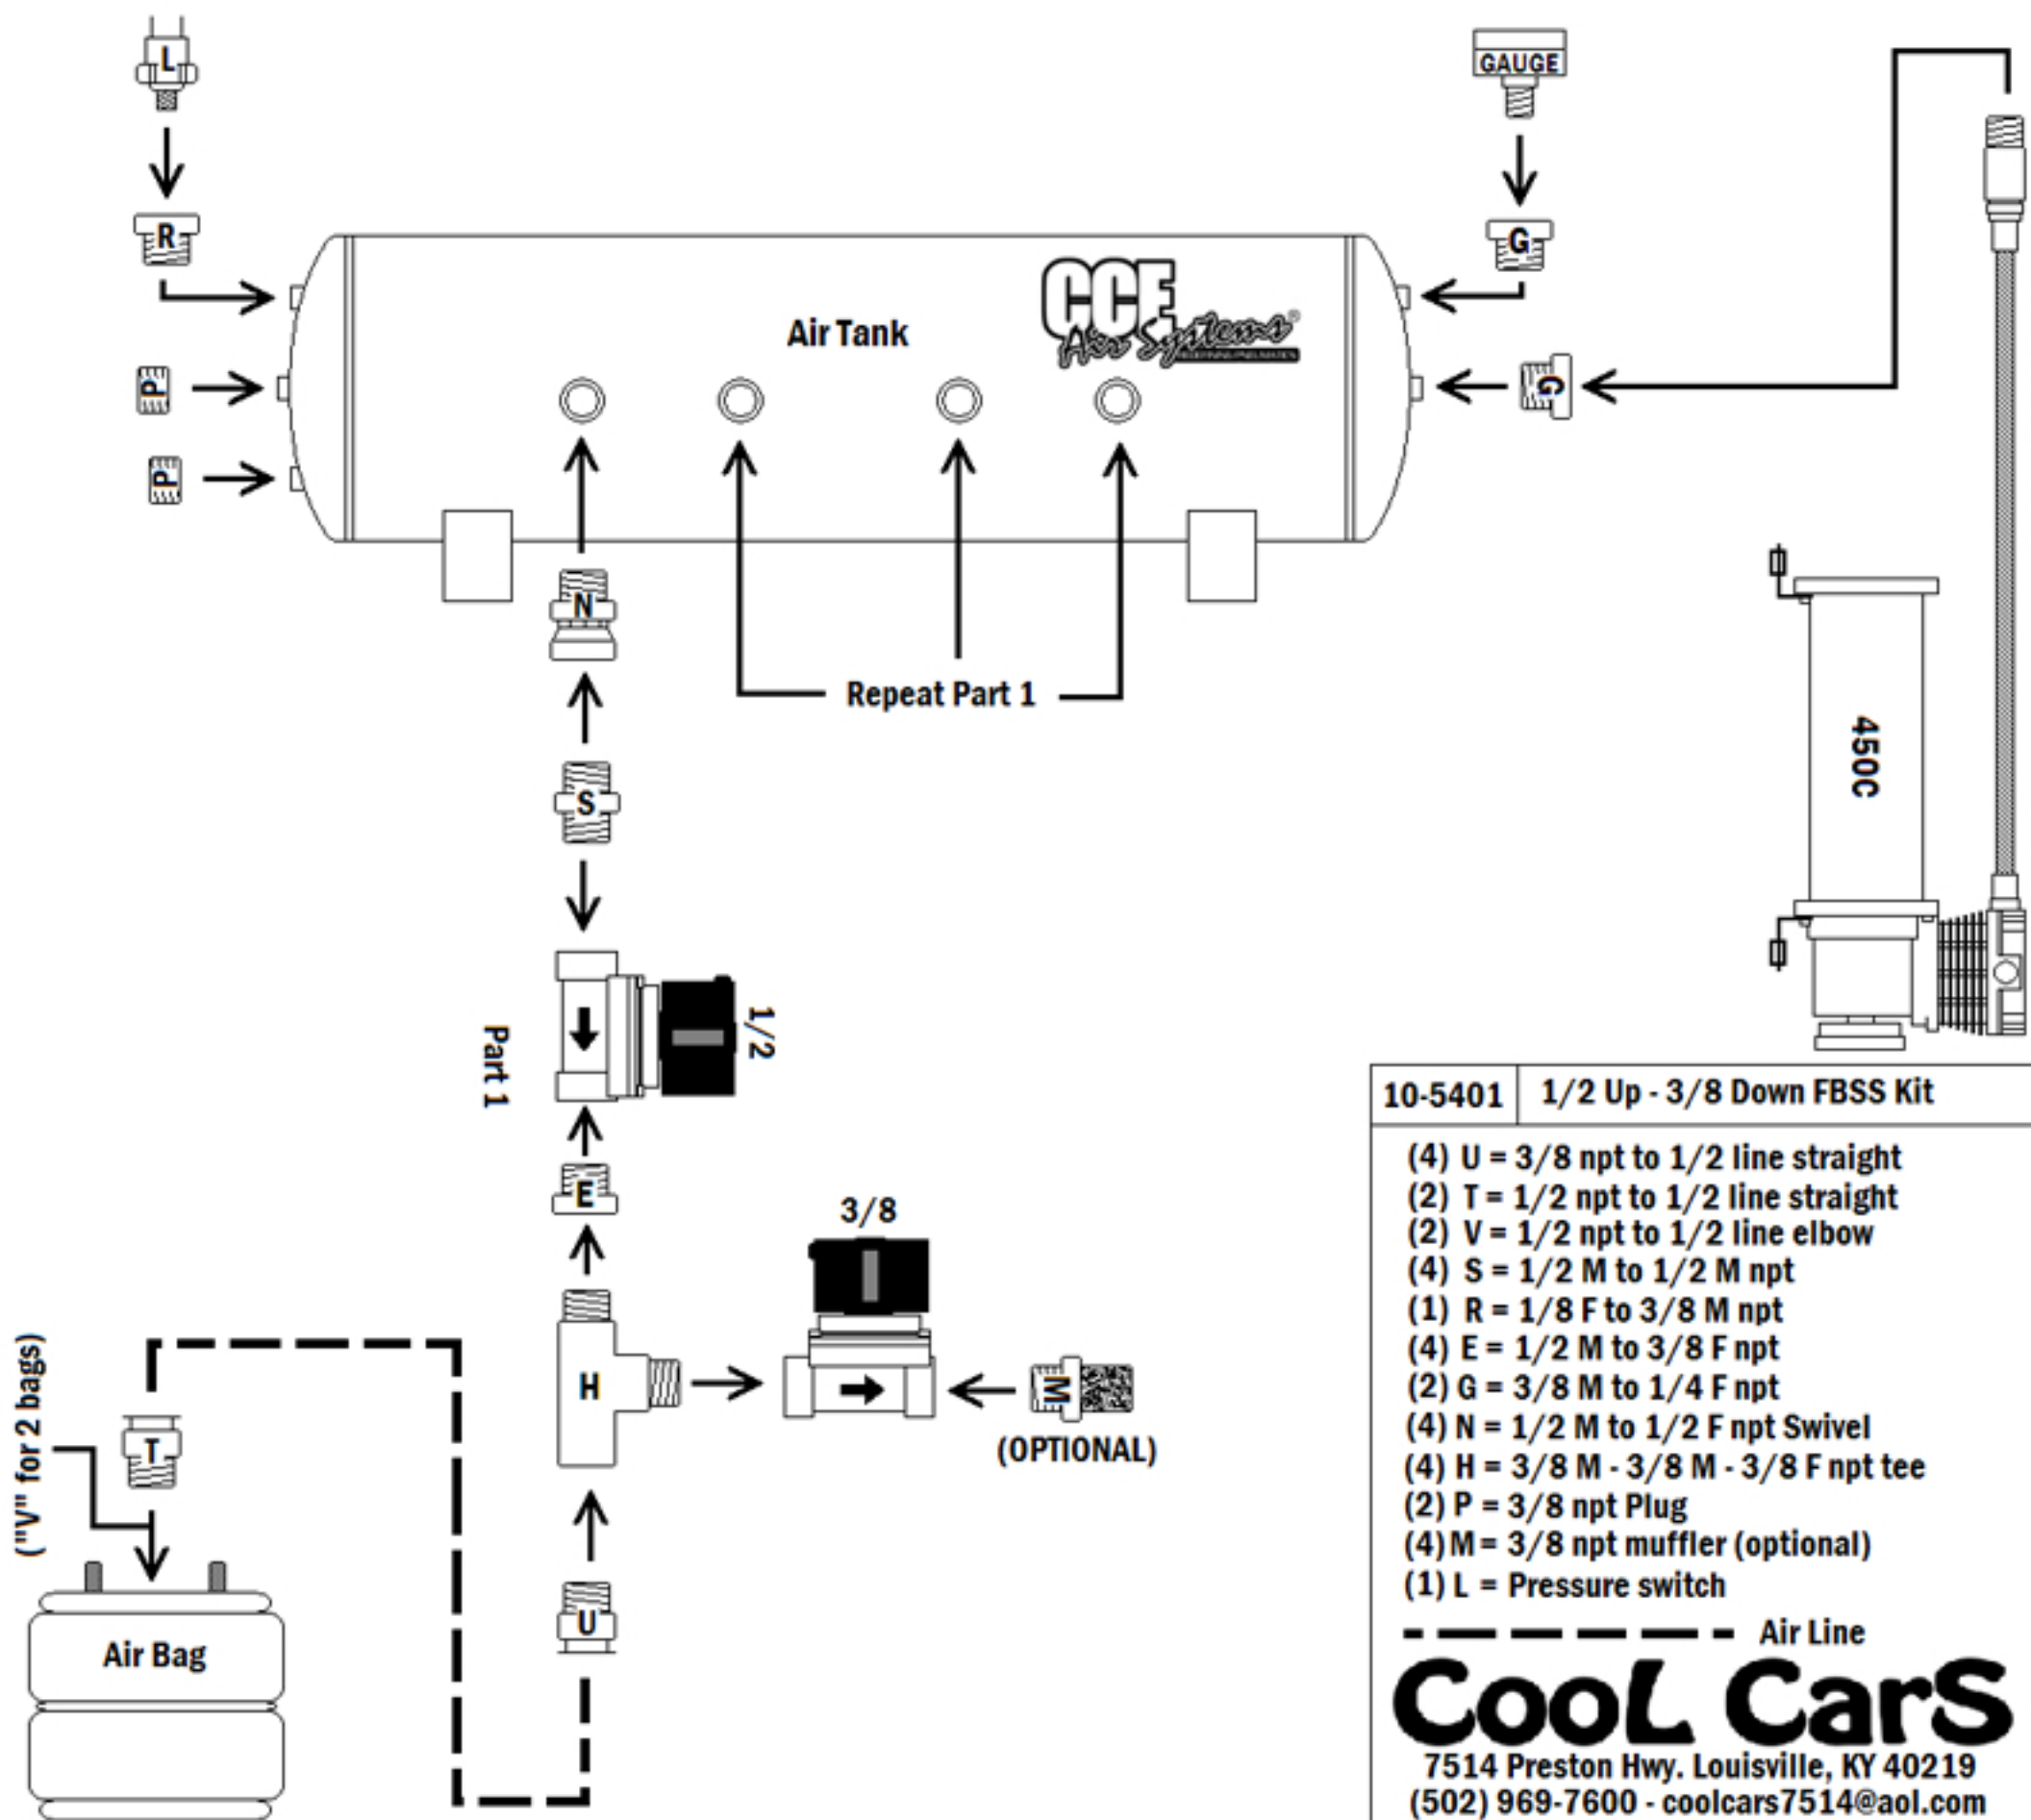 L
GAUGE
R
G
CCE
Air Systems®
Air Tank
P
G
P
N
Repeat Part 1
S
450C
Part 1
1/2
E
3/8
H
M
(OPTIONAL)
("V" for 2 bags)
T
U
Air Bag
10-5401 1/2 Up - 3/8 Down FBSS Kit
(4) U = 3/8 npt to 1/2 line straight
(2) T = 1/2 npt to 1/2 line straight
(2) V = 1/2 npt to 1/2 line elbow
(4) S = 1/2 M to 1/2 M npt
(1) R = 1/8 F to 3/8 M npt
(4) E = 1/2 M to 3/8 F npt
(2) G = 3/8 M to 1/4 F npt
(4) N = 1/2 M to 1/2 F npt Swivel
(4) H = 3/8 M - 3/8 M - 3/8 F npt tee
(2) P = 3/8 npt Plug
(4) M = 3/8 npt muffler (optional)
(1) L = Pressure switch
Air Line
CooL CarS
7514 Preston Hwy. Louisville, KY 40219
(502) 969-7600 - coolcars7514@aol.com